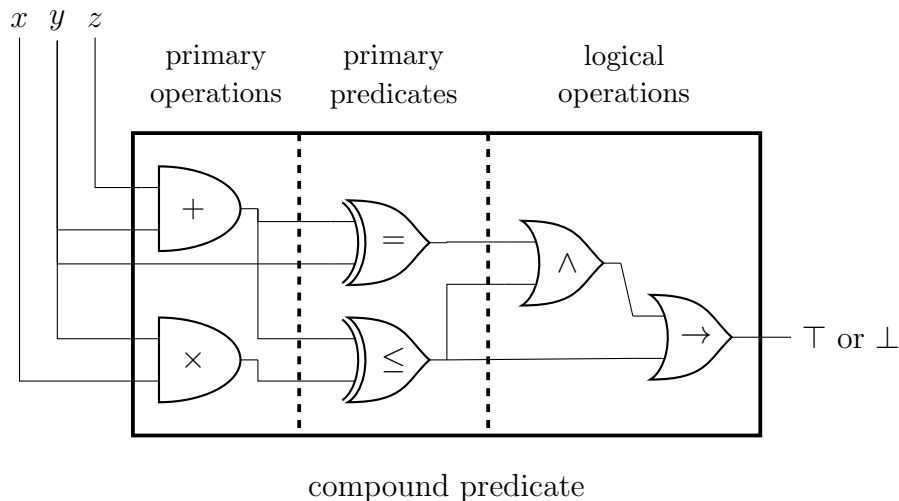 x y z
primary operations
primary predicates
logical operations
+
=
∧
×
≤
→
⊤ or ⊥
compound predicate